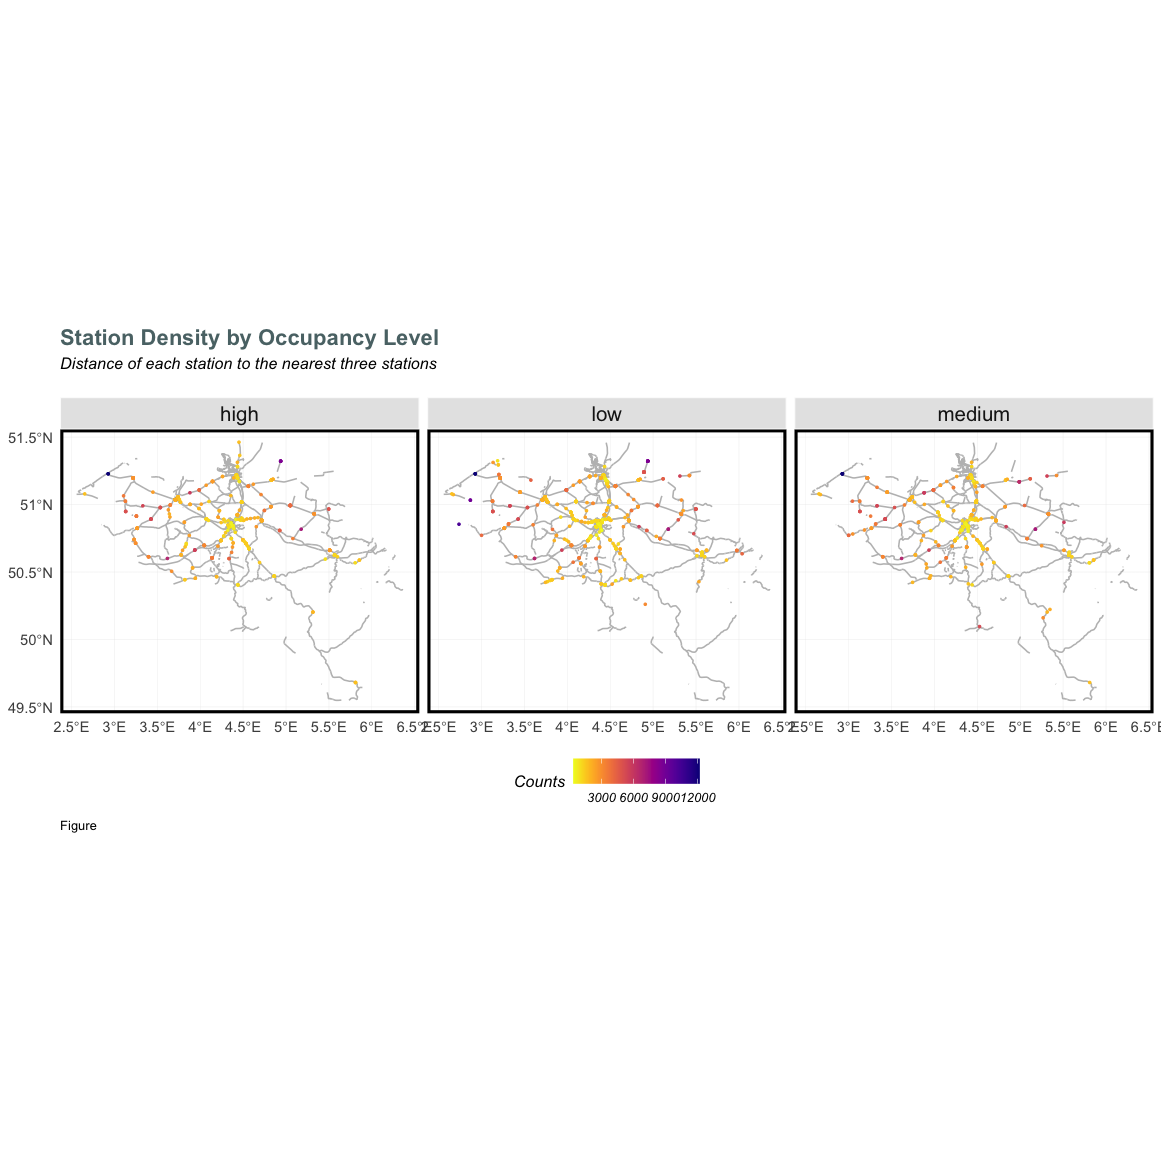 Station Density by Occupancy Level
Distance of each station to the nearest three stations
high low medium
51.5°N
51°N
50.5°N
50°N
49.5°N
2.5°E 3°E 3.5°E 4°E 4.5°E 5°E 5.5°E 6°E 6.5°E 2.5°E 3°E 3.5°E 4°E 4.5°E 5°E 5.5°E 6°E 6.5°E 2.5°E 3°E 3.5°E 4°E 4.5°E 5°E 5.5°E 6°E 6.5°E
Counts
3000 6000 9000 12000
Figure